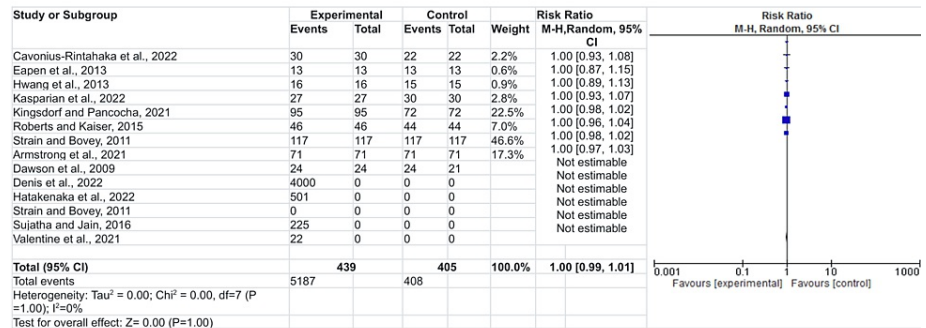 Study or Subgroup Experimental Control Risk Ratio Risk Ratio
Events Total Events Total Weight M-H,Random, 95% CI M-H, Random, 95% CI
Cavonius-Rintahaka et al., 2022 30 30 22 22 2.2% 1.00 [0.93, 1.08]
Eapen et al., 2013 13 13 13 13 0.6% 1.00 [0.87, 1.15]
Hwang et al., 2013 16 16 15 15 0.9% 1.00 [0.89, 1.13]
Kasparian et al., 2022 27 27 30 30 2.8% 1.00 [0.93, 1.07]
Kingsdorf and Pancocha, 2021 95 95 72 72 22.5% 1.00 [0.98, 1.02]
Roberts and Kaiser, 2015 46 46 44 44 7.0% 1.00 [0.96, 1.04]
Strain and Bovey, 2011 117 117 117 117 46.6% 1.00 [0.98, 1.02]
Armstrong et al., 2021 71 71 71 71 17.3% 1.00 [0.97, 1.03]
Dawson et al., 2009 24 24 24 21 Not estimable
Denis et al., 2022 4000 0 0 0 Not estimable
Hatakenaka et al., 2022 501 0 0 0 Not estimable
Strain and Bovey, 2011 0 0 0 0 Not estimable
Sujatha and Jain, 2016 225 0 0 0 Not estimable
Valentine et al., 2021 22 0 0 0 Not estimable
Total (95% CI) 439 405 100.0% 1.00 [0.99, 1.01]
Total events 5187 408
Heterogeneity: Tau² = 0.00; Chi² = 0.00, df=7 (P
=1.00); I²=0%
Test for overall effect: Z= 0.00 (P=1.00)
0.001 0.1 1 10 1000
Favours [experimental] Favours [control]